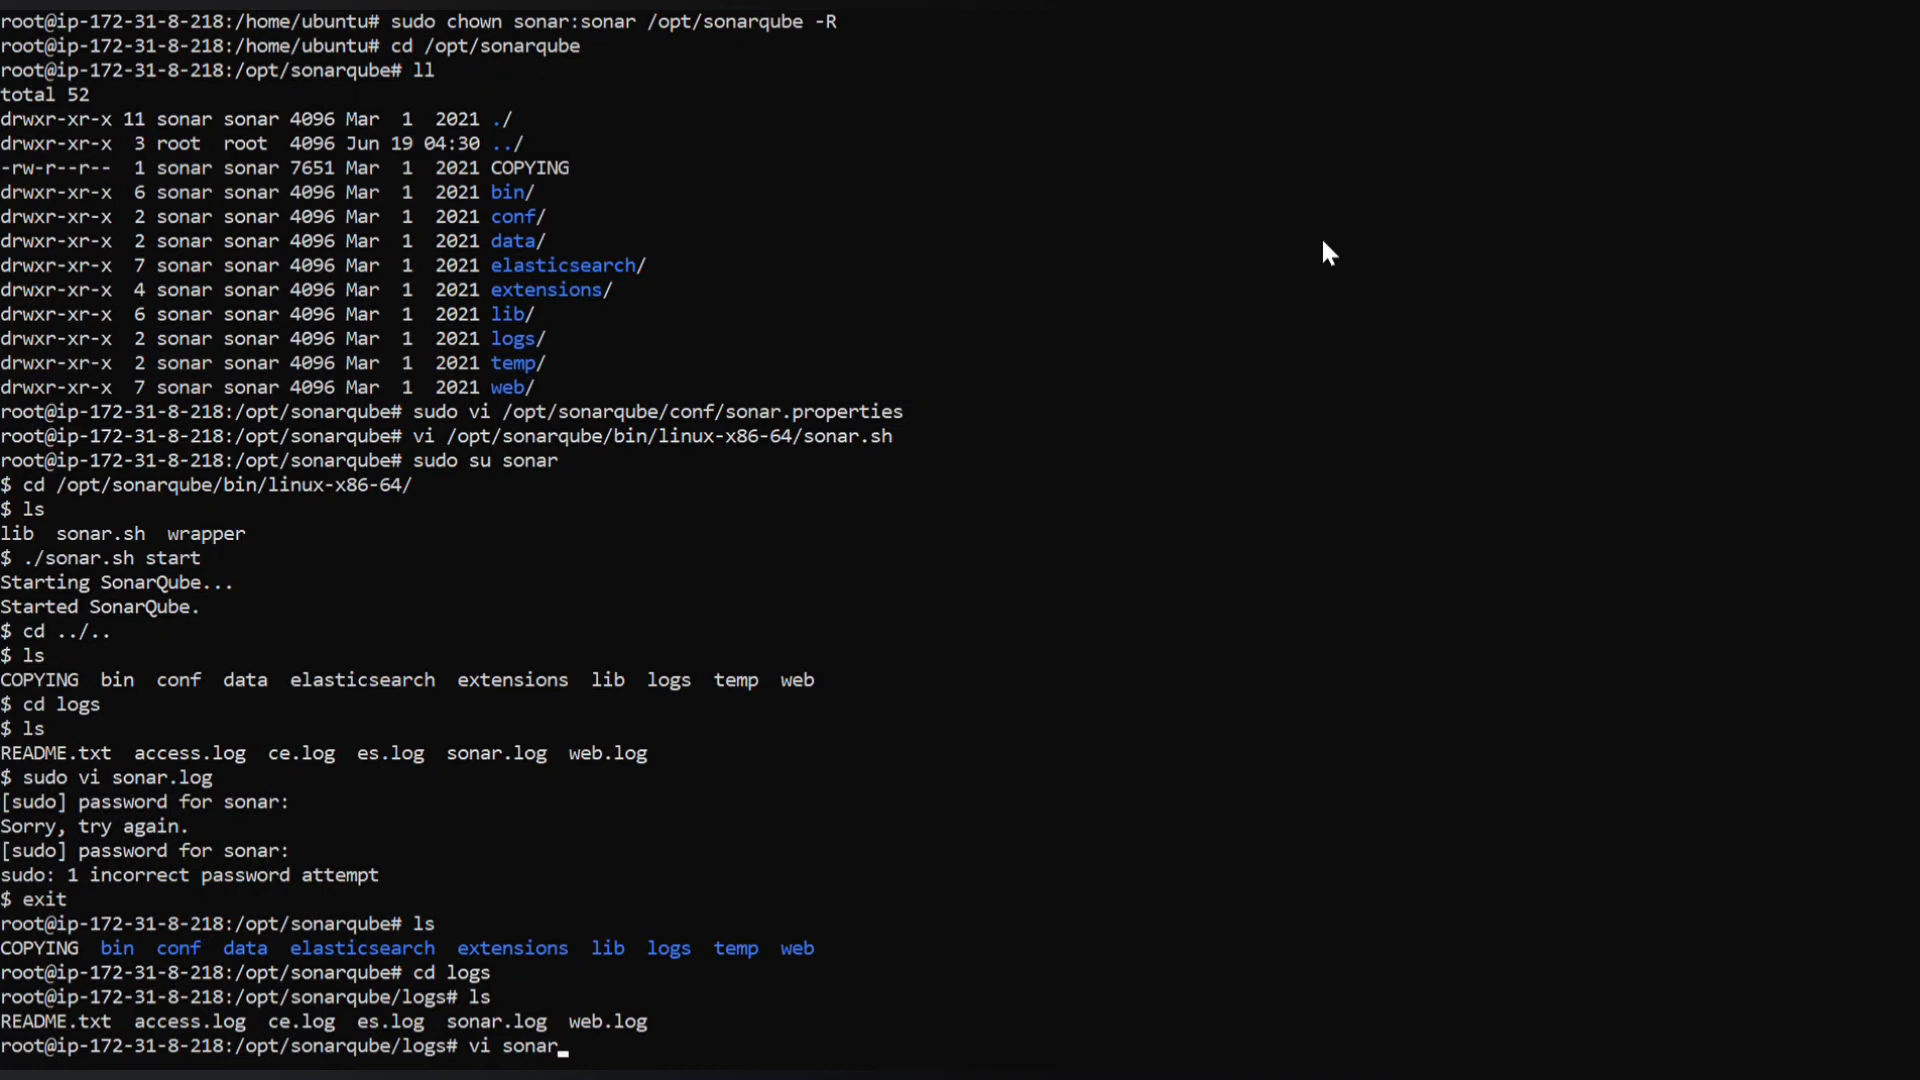 root@ip-172-31-8-218:/home/ubuntu# sudo chown sonar:sonar /opt/sonarqube -R
root@ip-172-31-8-218:/home/ubuntu# cd /opt/sonarqube
root@ip-172-31-8-218:/opt/sonarqube# ll
total 52
drwxr-xr-x 11 sonar sonar 4096 Mar  1  2021 ./
drwxr-xr-x  3 root  root  4096 Jun 19 04:30 ../
-rw-r--r--  1 sonar sonar 7651 Mar  1  2021 COPYING
drwxr-xr-x  6 sonar sonar 4096 Mar  1  2021 bin/
drwxr-xr-x  2 sonar sonar 4096 Mar  1  2021 conf/
drwxr-xr-x  2 sonar sonar 4096 Mar  1  2021 data/
drwxr-xr-x  7 sonar sonar 4096 Mar  1  2021 elasticsearch/
drwxr-xr-x  4 sonar sonar 4096 Mar  1  2021 extensions/
drwxr-xr-x  6 sonar sonar 4096 Mar  1  2021 lib/
drwxr-xr-x  2 sonar sonar 4096 Mar  1  2021 logs/
drwxr-xr-x  2 sonar sonar 4096 Mar  1  2021 temp/
drwxr-xr-x  7 sonar sonar 4096 Mar  1  2021 web/
root@ip-172-31-8-218:/opt/sonarqube# sudo vi /opt/sonarqube/conf/sonar.properties
root@ip-172-31-8-218:/opt/sonarqube# vi /opt/sonarqube/bin/linux-x86-64/sonar.sh
root@ip-172-31-8-218:/opt/sonarqube# sudo su sonar
$ cd /opt/sonarqube/bin/linux-x86-64/
$ ls
lib  sonar.sh  wrapper
$ ./sonar.sh start
Starting SonarQube...
Started SonarQube.
$ cd ../..
$ ls
COPYING  bin  conf  data  elasticsearch  extensions  lib  logs  temp  web
$ cd logs
$ ls
README.txt  access.log  ce.log  es.log  sonar.log  web.log
$ sudo vi sonar.log
[sudo] password for sonar:
Sorry, try again.
[sudo] password for sonar:
sudo: 1 incorrect password attempt
$ exit
root@ip-172-31-8-218:/opt/sonarqube# ls
COPYING  bin  conf  data  elasticsearch  extensions  lib  logs  temp  web
root@ip-172-31-8-218:/opt/sonarqube# cd logs
root@ip-172-31-8-218:/opt/sonarqube/logs# ls
README.txt  access.log  ce.log  es.log  sonar.log  web.log
root@ip-172-31-8-218:/opt/sonarqube/logs# vi sonar